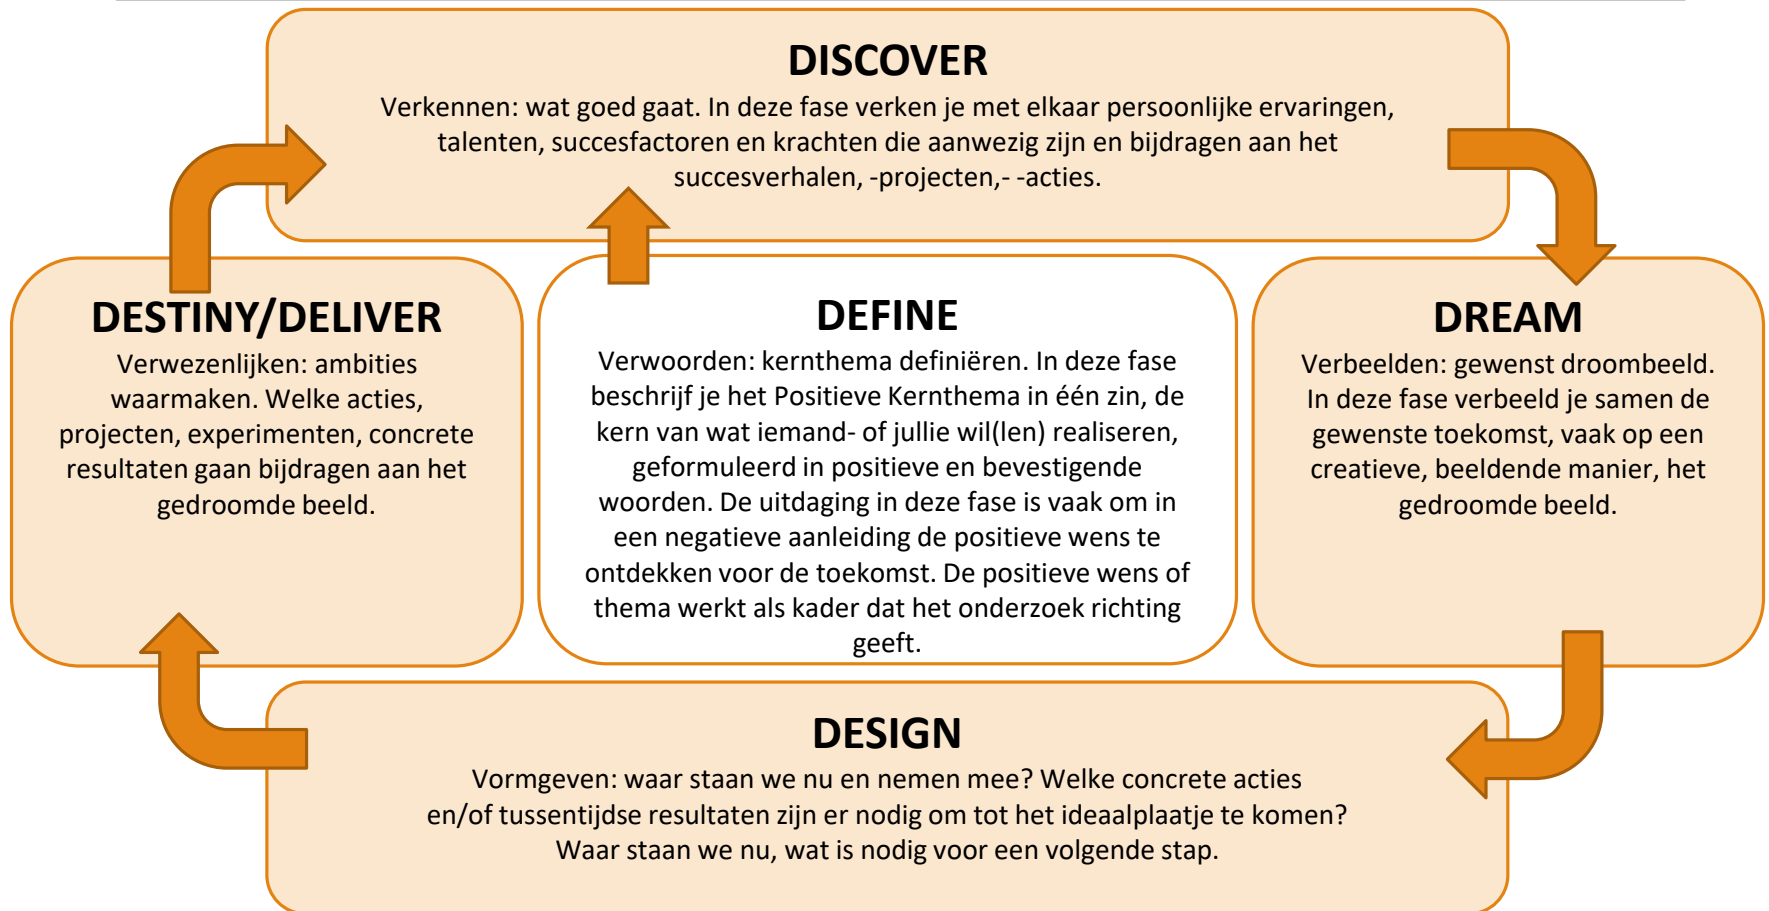 DISCOVER
Verkennen: wat goed gaat. In deze fase verken je met elkaar persoonlijke ervaringen,
talenten, succesfactoren en krachten die aanwezig zijn en bijdragen aan het
succesverhalen, -projecten,- -acties.
DESTINY/DELIVER
Verwezenlijken: ambities
waarmaken. Welke acties,
projecten, experimenten, concrete
resultaten gaan bijdragen aan het
gedroomde beeld.
DEFINE
Verwoorden: kernthema definiëren. In deze fase
beschrijf je het Positieve Kernthema in één zin, de
kern van wat iemand- of jullie wil(len) realiseren,
geformuleerd in positieve en bevestigende
woorden. De uitdaging in deze fase is vaak om in
een negatieve aanleiding de positieve wens te
ontdekken voor de toekomst. De positieve wens of
thema werkt als kader dat het onderzoek richting
geeft.
DREAM
Verbeelden: gewenst droombeeld.
In deze fase verbeeld je samen de
gewenste toekomst, vaak op een
creatieve, beeldende manier, het
gedroomde beeld.
DESIGN
Vormgeven: waar staan we nu en nemen mee? Welke concrete acties
en/of tussentijdse resultaten zijn er nodig om tot het ideaalplaatje te komen?
Waar staan we nu, wat is nodig voor een volgende stap.